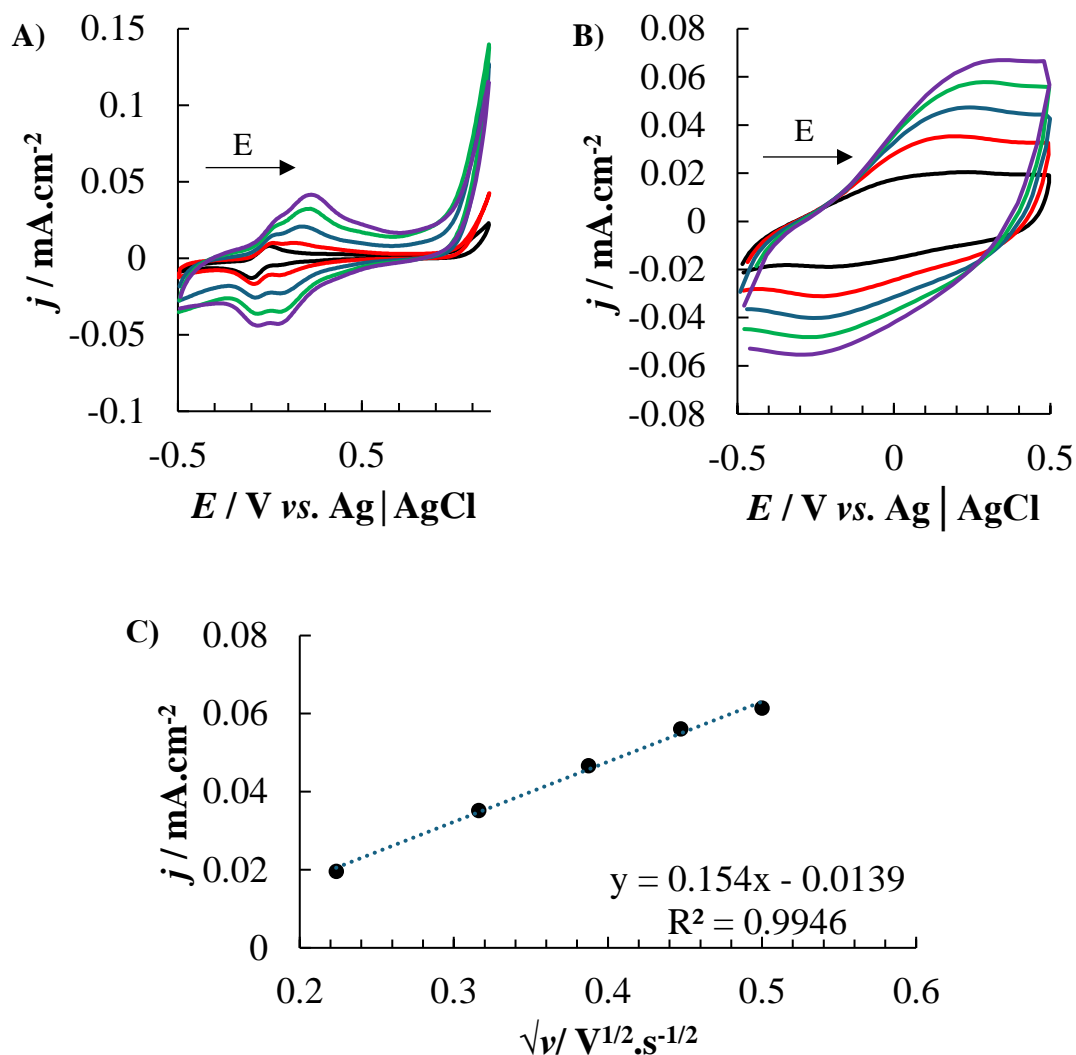 A)
0.15
0.1
0.05
0
-0.05
-0.1
j / mA.cm-2
E
-0.5
0.5
E / V vs. Ag|AgCl
B)
0.08
0.06
0.04
0.02
0
-0.02
-0.04
-0.06
-0.08
j / mA.cm-2
E
-0.5
0
0.5
E / V vs. Ag | AgCl
C)
0.08
0.06
0.04
0.02
0
j / mA.cm-2
y = 0.154x - 0.0139
R² = 0.9946
0.2
0.3
0.4
0.5
0.6
√v/ V1/2.s-1/2